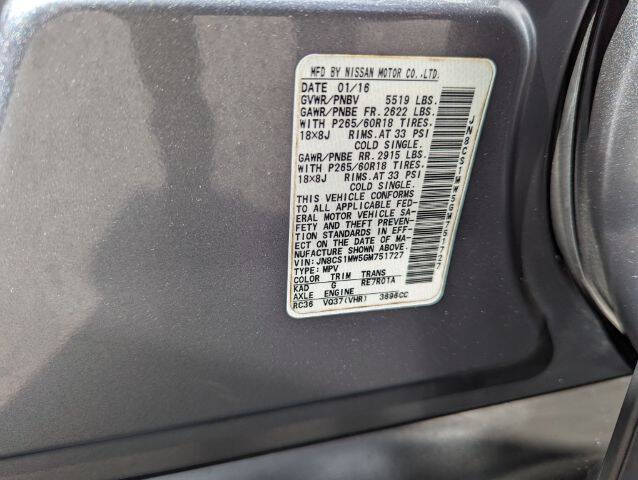 MFD BY NISSAN MOTOR CO.,LTD.
DATE 01/16
GVWR/PNBV 5519 LBS.
GAWR/PNBE FR. 2622 LBS.
WITH P265/60R18 TIRES.
18×8J RIMS.AT 33 PSI
COLD SINGLE.
GAWR/PNBE RR. 2915 LBS.
WITH P265/60R18 TIRES.
18×8J RIMS.AT 33 PSI
COLD SINGLE.
THIS VEHICLE CONFORMS
TO ALL APPLICABLE FED-
ERAL MOTOR VEHICLE SA-
FETY AND THEFT PREVEN-
TION STANDARDS IN EFF-
ECT ON THE DATE OF MA-
NUFACTURE SHOWN ABOVE.
VIN: JN8CS1MW5GM751727
TYPE: MPV
COLOR TRIM TRANS
KAD G RE7R01A
AXLE ENGINE
RC36 VQ37(VHR) 3696CC
JN8CS1MW5GM751727